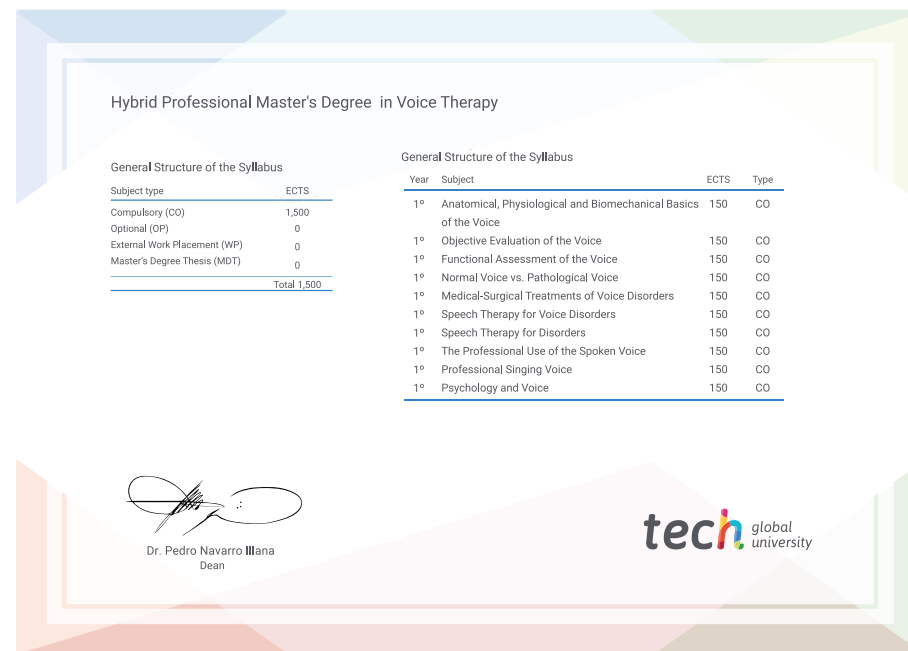 Hybrid Professional Master's Degree in Voice Therapy
General Structure of the Syllabus
Subject type ECTS
Compulsory (CO) 1,500
Optional (OP) 0
External Work Placement (WP) 0
Master's Degree Thesis (MDT) 0
Total 1,500
General Structure of the Syllabus
Year Subject ECTS Type
1º Anatomical, Physiological and Biomechanical Basics 150 CO
of the Voice
1º Objective Evaluation of the Voice 150 CO
1º Functional Assessment of the Voice 150 CO
1º Normal Voice vs. Pathological Voice 150 CO
1º Medical-Surgical Treatments of Voice Disorders 150 CO
1º Speech Therapy for Voice Disorders 150 CO
1º Speech Therapy for Disorders 150 CO
1º The Professional Use of the Spoken Voice 150 CO
1º Professional Singing Voice 150 CO
1º Psychology and Voice 150 CO
Dr. Pedro Navarro Illana
Dean
tech global
university